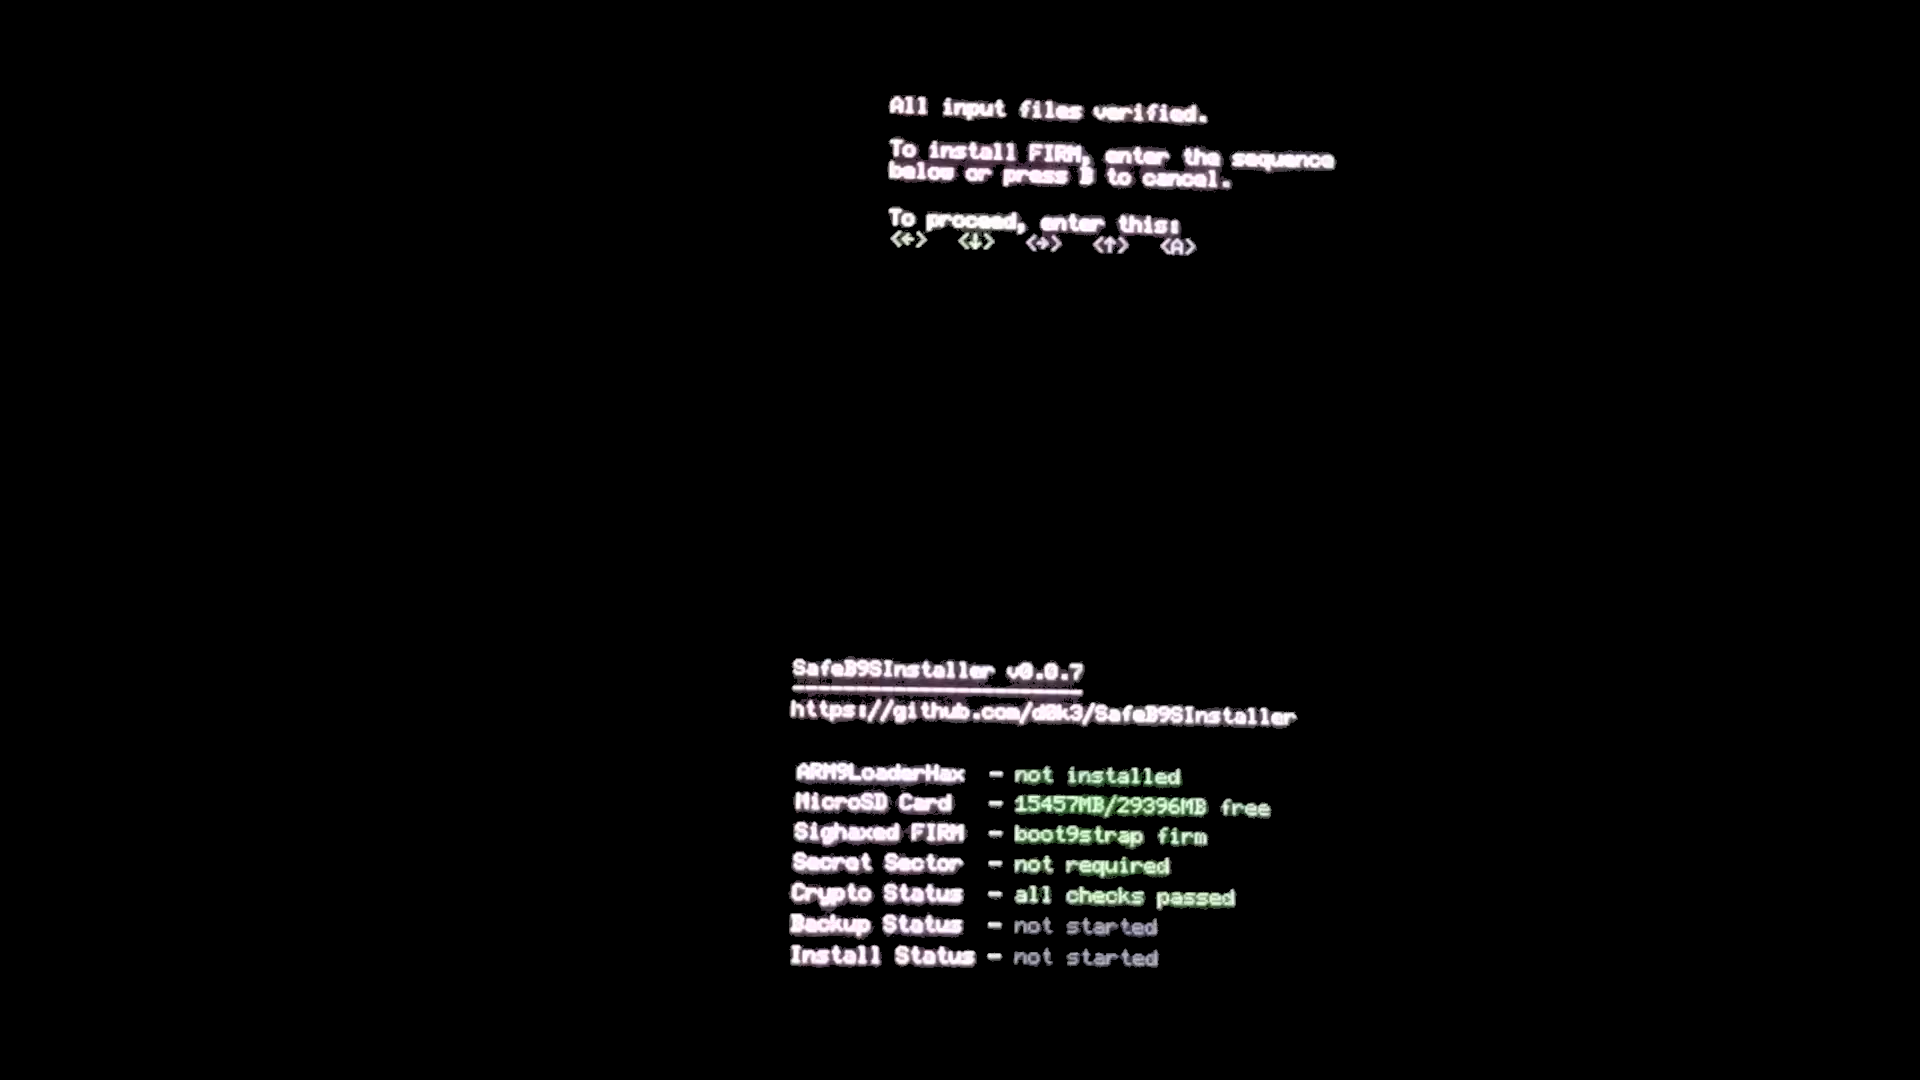 All input files verified.
To install FIRM, enter the sequence
below or press B to cancel.
To proceed, enter this:
<←> <↓> <→> <↑> <A>
SafeB9SInstaller v0.0.7
https://github.com/d0k3/SafeB9SInstaller
ARM9LoaderHax - not installed
MicroSD Card - 15457MB/29396MB free
Sighaxed FIRM - boot9strap firm
Secret Sector - not required
Crypto Status - all checks passed
Backup Status - not started
Install Status - not started